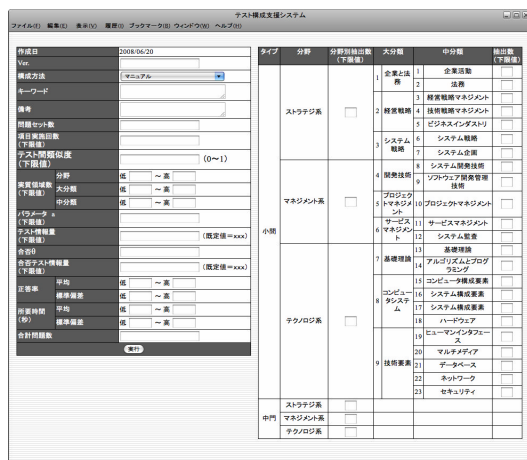 テスト構成支援システム
ファイル(F) 編集(E) 表示(V) 履歴(S) ブックマーク(B) ウィンドウ(W) ヘルプ(H)
作成日 2008/06/20
Ver.
構成方法 マニュアル
キーワード
備考
問題セット数
項目実施回数
(下限値)
テスト間類似度
(下限値) (0〜1)
実質領域数
(下限値)
分野 低 〜 高
大分類 低 〜 高
中分類 低 〜 高
パラメータ a
(下限値)
テスト情報量
(下限値) (既定値=xxx)
合否θ
合否テスト情報量
(下限値) (既定値=xxx)
正答率
平均 低 〜 高
標準偏差 低 〜 高
所要時間
(秒)
平均 低 〜 高
標準偏差 低 〜 高
合計問題数
実行
タイプ 分野 分野別抽出数
(下限値) 大分類 中分類 抽出数
(下限値)
小問
ストラテジ系
1 企業と法務
1 企業活動
2 法務
2 経営戦略
3 経営戦略マネジメント
4 技術戦略マネジメント
5 ビジネスインダストリ
3 システム戦略
6 システム戦略
7 システム企画
マネジメント系
4 開発技術
8 システム開発技術
9 ソフトウェア開発管理技術
5 プロジェクトマネジメント
10 プロジェクトマネジメント
6 サービスマネジメント
11 サービスマネジメント
12 システム監査
テクノロジ系
7 基礎理論
13 基礎理論
14 アルゴリズムとプログラミング
8 コンピュータシステム
15 コンピュータ構成要素
16 システム構成要素
17 システム構成要素
18 ハードウェア
9 技術要素
19 ヒューマンインタフェース
20 マルチメディア
21 データベース
22 ネットワーク
23 セキュリティ
中門
ストラテジ系
マネジメント系
テクノロジ系